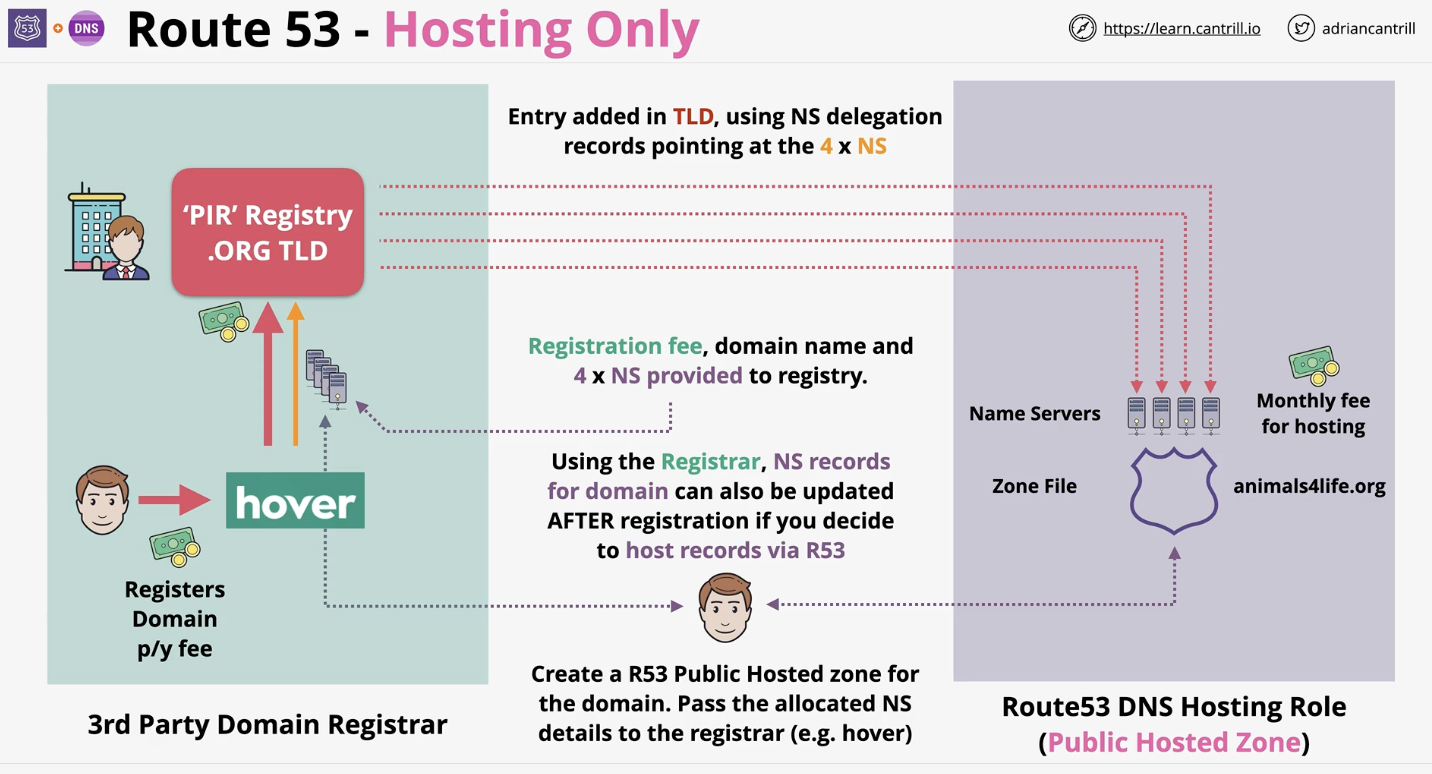 53
DNS
Route 53 - Hosting Only
https://learn.cantrill.io
adriancantrill
Entry added in TLD, using NS delegation
records pointing at the 4 x NS
‘PIR’ Registry
.ORG TLD
Registration fee, domain name and
4 x NS provided to registry.
Name Servers
Monthly fee
for hosting
Using the Registrar, NS records
for domain can also be updated
AFTER registration if you decide
to host records via R53
Zone File
animals4life.org
hover
Registers
Domain
p/y fee
Create a R53 Public Hosted zone for
the domain. Pass the allocated NS
details to the registrar (e.g. hover)
3rd Party Domain Registrar
Route53 DNS Hosting Role
(Public Hosted Zone)